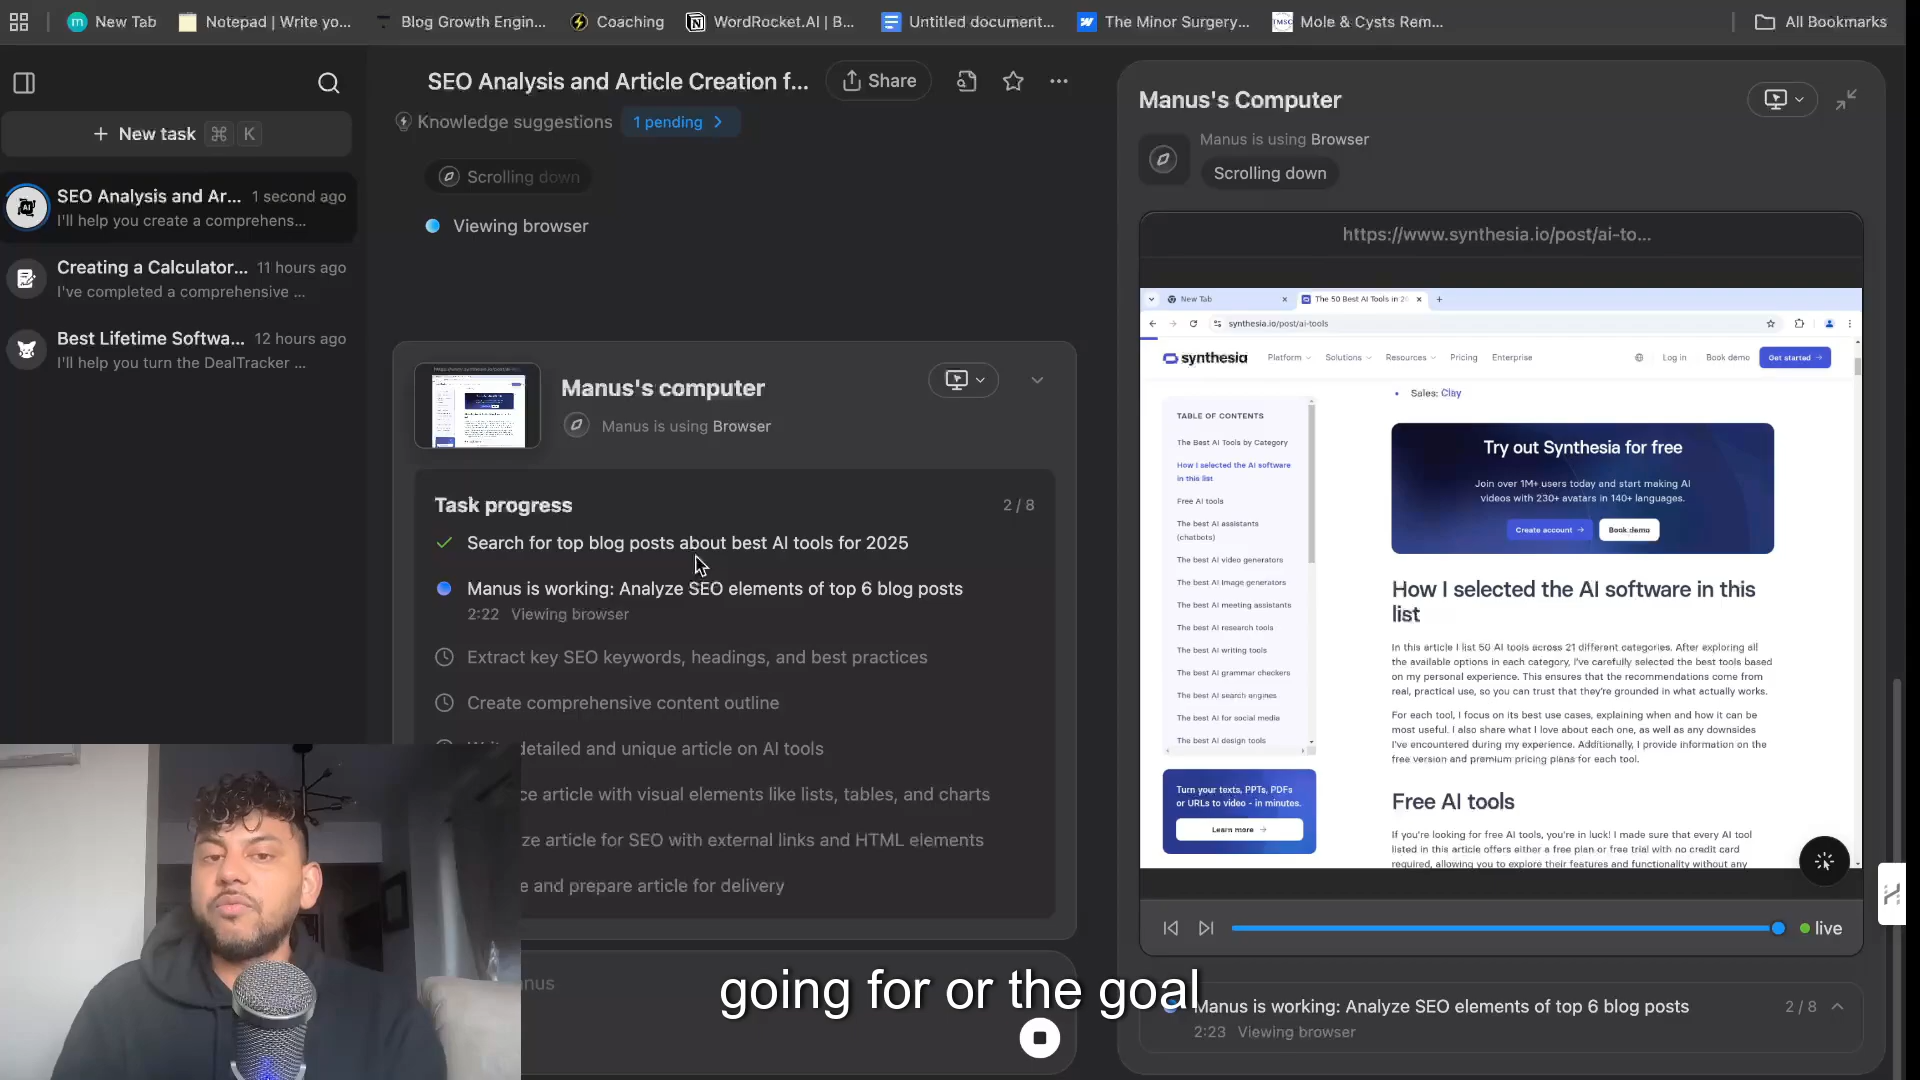 New Tab
Notepad | Write yo...
Blog Growth Engin...
Coaching
WordRocket.AI | B...
Untitled document...
The Minor Surgery...
TMSC
Mole & Cysts Rem...
All Bookmarks
+ New task ⌘ K
SEO Analysis and Ar... 1 second ago
I'll help you create a comprehens...
Creating a Calculator... 11 hours ago
I've completed a comprehensive ...
Best Lifetime Softwa... 12 hours ago
I'll help you turn the DealTracker ...
SEO Analysis and Article Creation f...
Share
Knowledge suggestions
1 pending
Scrolling down
Viewing browser
Manus's computer
Manus is using Browser
Task progress 2 / 8
Search for top blog posts about best AI tools for 2025
Manus is working: Analyze SEO elements of top 6 blog posts
2:22 Viewing browser
Extract key SEO keywords, headings, and best practices
Create comprehensive content outline
detailed and unique article on AI tools
ce article with visual elements like lists, tables, and charts
ze article for SEO with external links and HTML elements
e and prepare article for delivery
nus
going for or the goal
Manus's Computer
Manus is using Browser
Scrolling down
https://www.synthesia.io/post/ai-to...
New Tab
The 50 Best AI Tools in 20
synthesia.io/post/ai-tools
synthesia
Platform
Solutions
Resources
Pricing
Enterprise
Log in
Book demo
Get started →
TABLE OF CONTENTS
The Best AI Tools by Category
How I selected the AI software
in this list
Free AI tools
The best AI assistants
(chatbots)
The best AI video generators
The best AI image generators
The best AI meeting assistants
The best AI research tools
The best AI writing tools
The best AI grammar checkers
The best AI search engines
The best AI for social media
The best AI design tools
Turn your texts, PPTs, PDFs
or URLs to video - in minutes.
Learn more →
• Sales: Clay
Try out Synthesia for free
Join over 1M+ users today and start making AI
videos with 230+ avatars in 140+ languages.
Create account →
Book demo
How I selected the AI software in this
list
In this article I list 50 AI tools across 21 different categories. After exploring all
the available options in each category, I've carefully selected the best tools based
on my personal experience. This ensures that the recommendations come from
real, practical use, so you can trust that they're grounded in what actually works.
For each tool, I focus on its best use cases, explaining when and how it can be
most useful. I also share what I love about each one, as well as any downsides
I've encountered during my experience. Additionally, I provide information on the
free version and premium pricing plans for each tool.
Free AI tools
If you're looking for free AI tools, you're in luck! I made sure that every AI tool
listed in this article offers either a free plan or free trial with no credit card
required, allowing you to explore their features and functionality without any
live
Manus is working: Analyze SEO elements of top 6 blog posts 2 / 8
2:23 Viewing browser